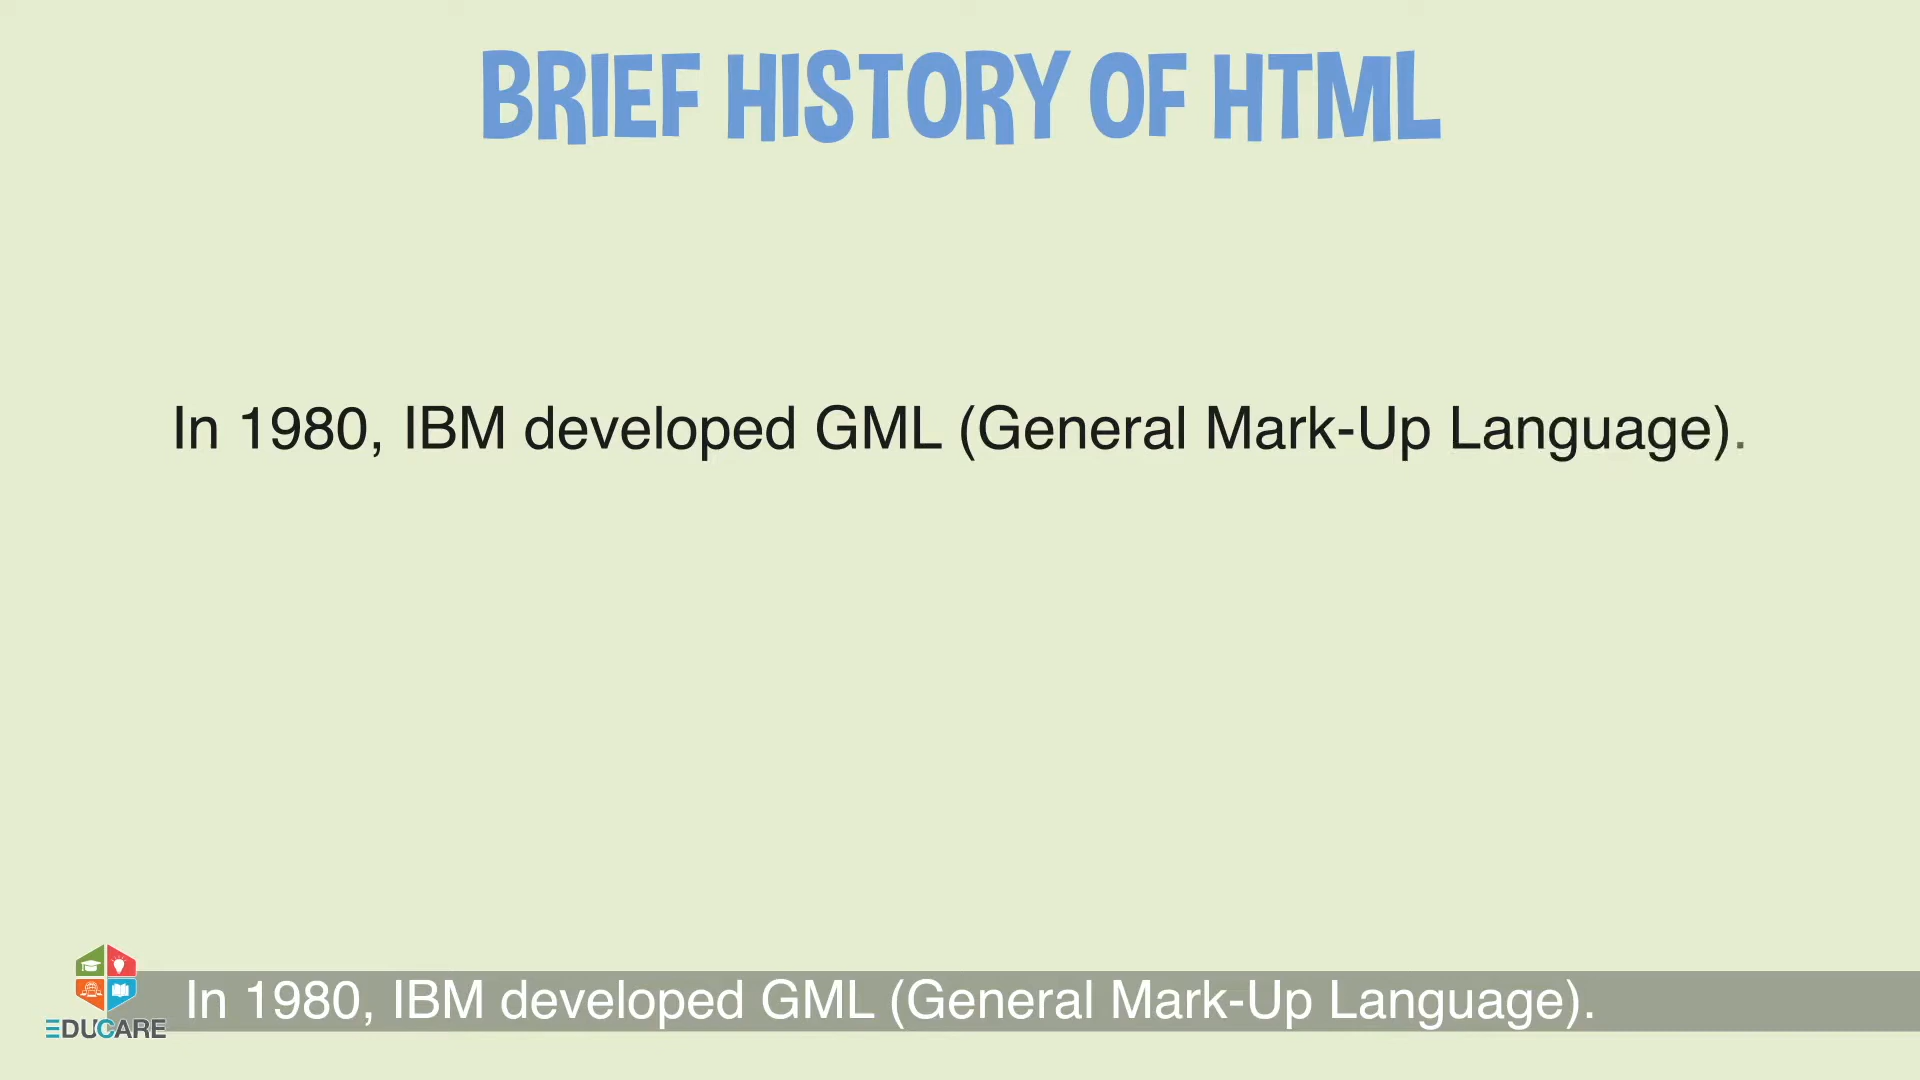 BRIEF HISTORY OF HTML
In 1980, IBM developed GML (General Mark-Up Language).
In 1980, IBM developed GML (General Mark-Up Language).
EDUCARE